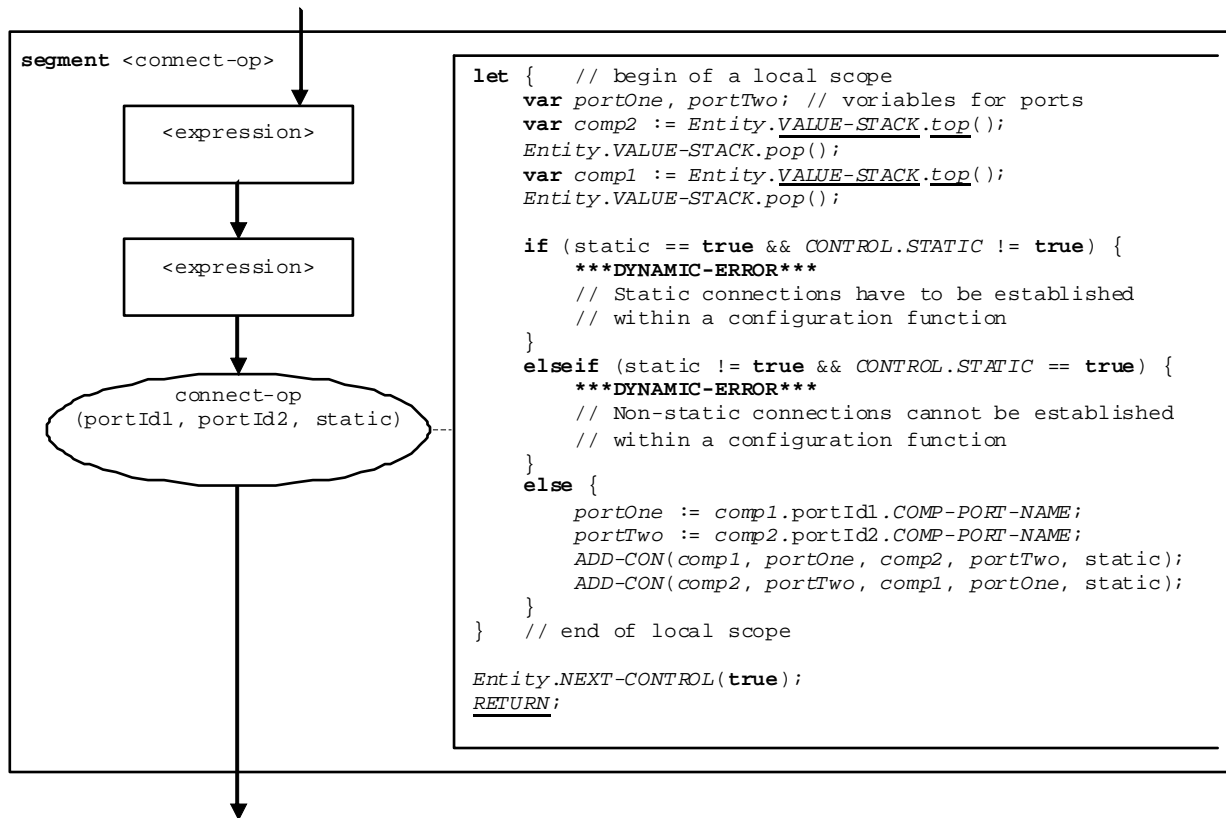 segment <connect-op>
<expression>
<expression>
connect-op
(portId1, portId2, static)
let {   // begin of a local scope
    var portOne, portTwo; // voriables for ports
    var comp2 := Entity.VALUE-STACK.top();
    Entity.VALUE-STACK.pop();
    var comp1 := Entity.VALUE-STACK.top();
    Entity.VALUE-STACK.pop();
    if (static == true && CONTROL.STATIC != true) {
        ***DYNAMIC-ERROR***
        // Static connections have to be established
        // within a configuration function
    }
    elseif (static != true && CONTROL.STATIC == true) {
        ***DYNAMIC-ERROR***
        // Non-static connections cannot be established
        // within a configuration function
    }
    else {
        portOne := comp1.portId1.COMP-PORT-NAME;
        portTwo := comp2.portId2.COMP-PORT-NAME;
        ADD-CON(comp1, portOne, comp2, portTwo, static);
        ADD-CON(comp2, portTwo, comp1, portOne, static);
    }
}   // end of local scope
Entity.NEXT-CONTROL(true);
RETURN;